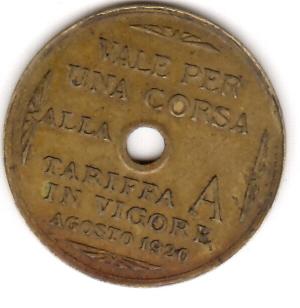 VALE PER
UNA CORSA
ALLA
TARIFFA A
IN VIGORE
AGOSTO 1920